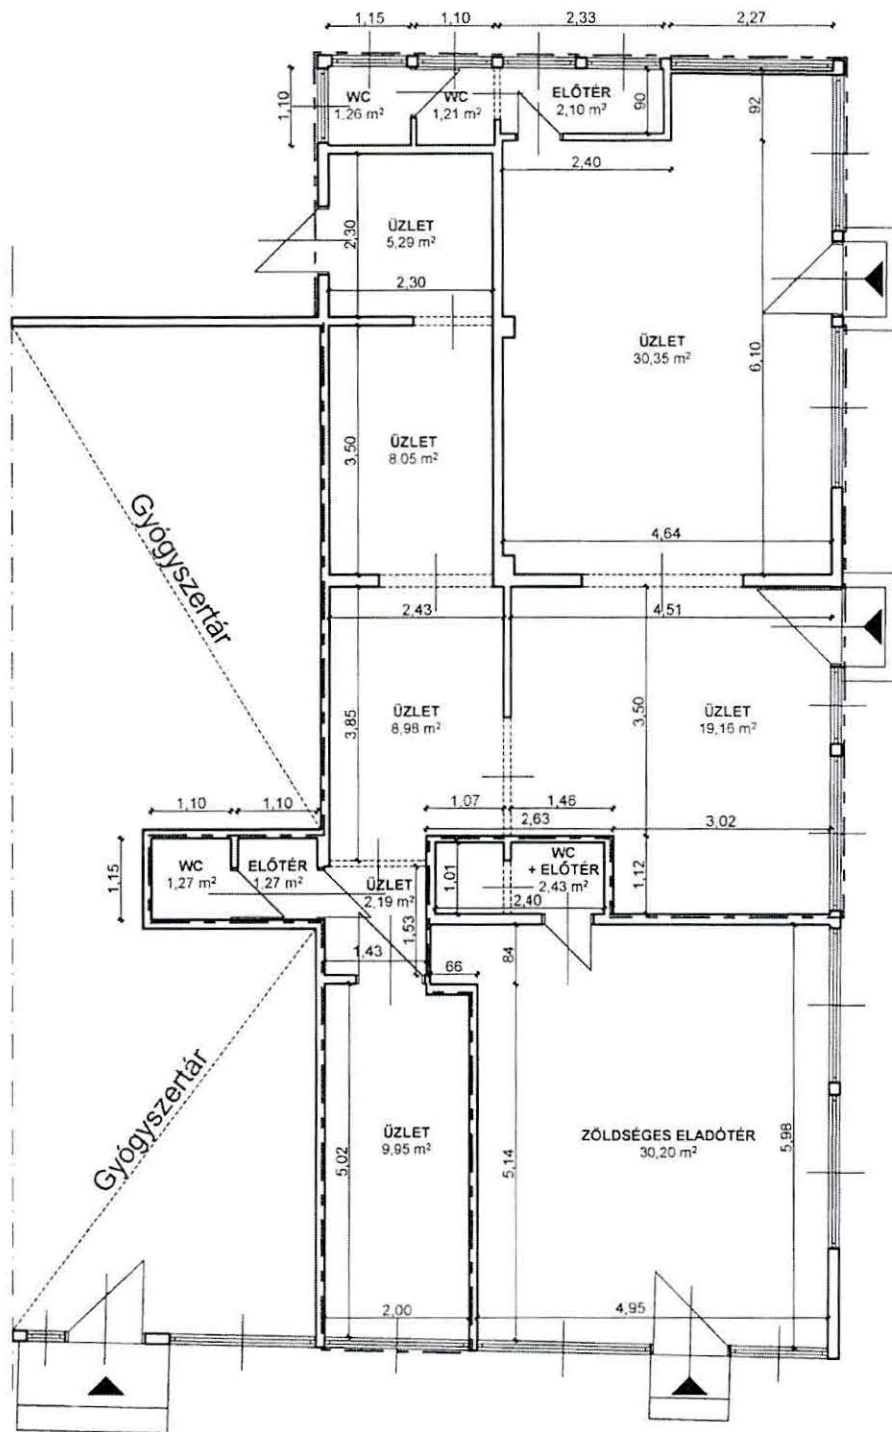 1,15 1,10 2,33 2,27
1,10
WC
1,26 m²
WC
1,21 m²
ELŐTÉR
2,10 m²
90
92
2,40
2,30
ÜZLET
5,29 m²
2,30
ÜZLET
30,35 m²
6,10
3,50
ÜZLET
8.05 m²
Gyógyszertár
4,64
2,43
4,51
3,85
ÜZLET
8,98 m²
3,50
ÜZLET
19,16 m²
1,10 1,10
1,07 1,46
2,63
3,02
1,15
WC
1,27 m²
ELŐTÉR
1,27 m²
ÜZLET
2,19 m²
1,01
WC
+ ELŐTÉR
2,43 m²
2,40
1,12
1,53
1,43
66
84
Gyógyszertár
5,02
ÜZLET
9,95 m²
5,14
ZÖLDSÉGES ELADÓTÉR
30,20 m²
5,98
2,00
4,95